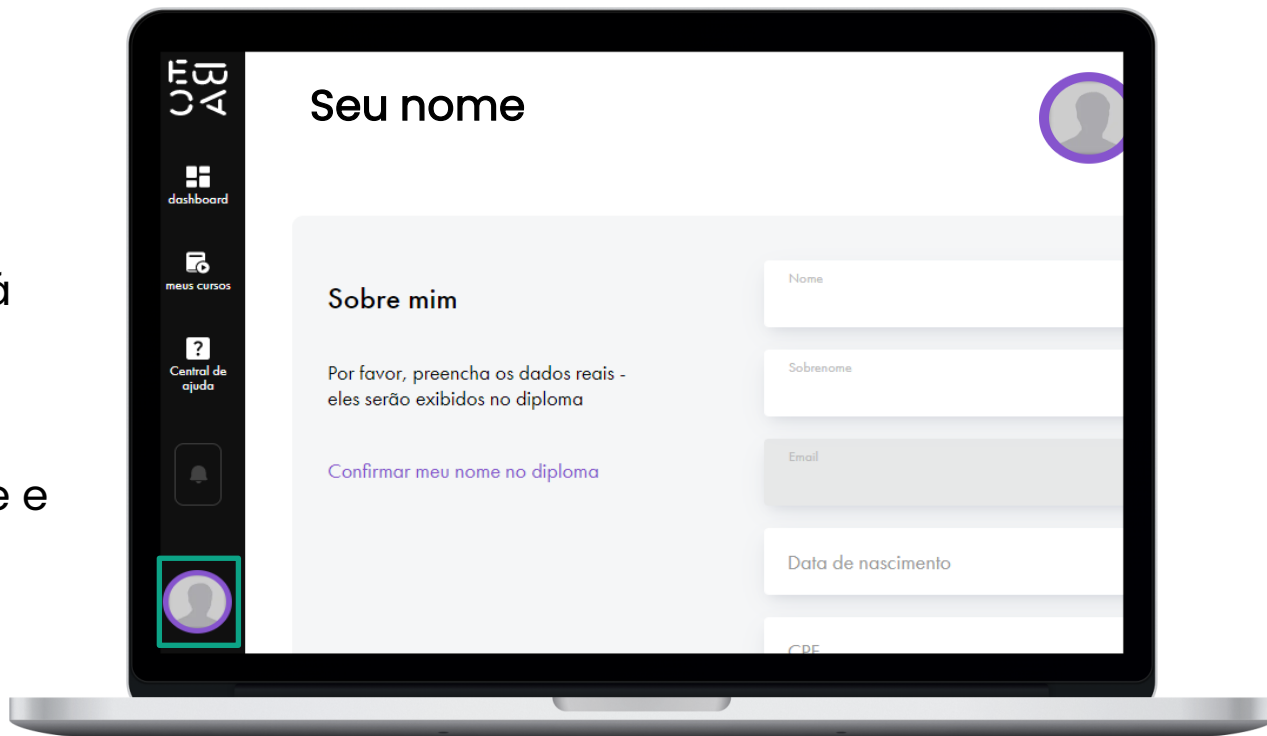 Seu nome
dashboard
meus cursos
?
Central de
ajuda
á
e e
Sobre mim
Por favor, preencha os dados reais -
eles serão exibidos no diploma
Confirmar meu nome no diploma
Nome
Sobrenome
Email
Data de nascimento
CPF